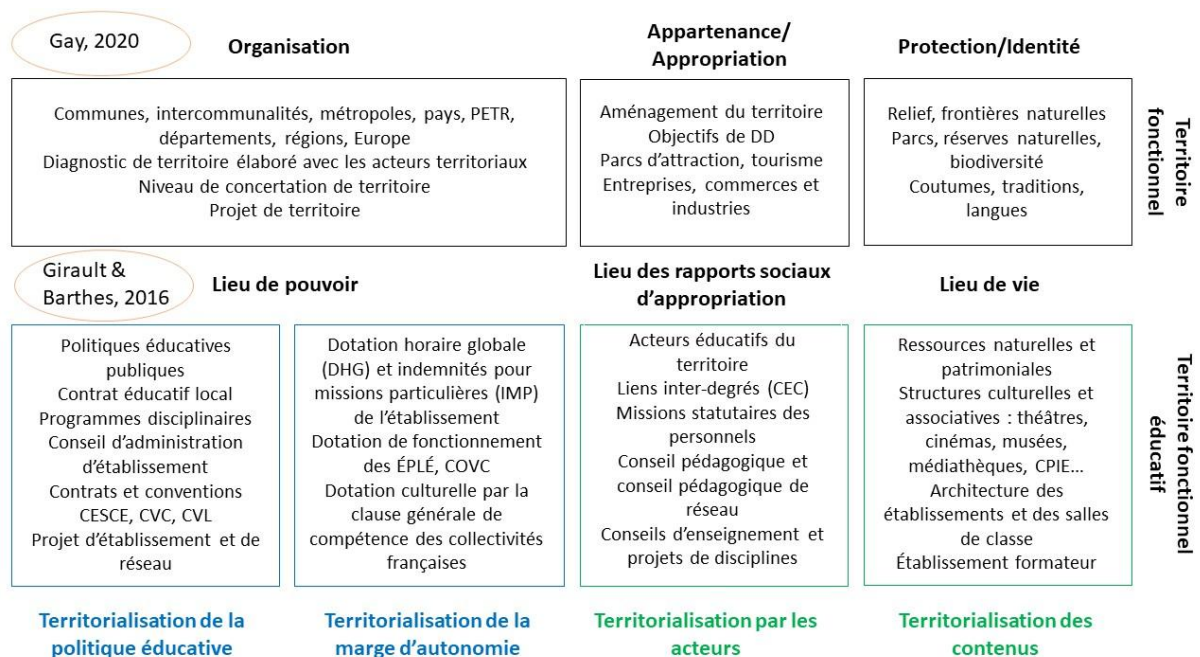 Gay, 2020
Organisation
Appartenance/
Appropriation
Protection/Identité
Communes, intercommunalités, métropoles, pays, PETR,
départements, régions, Europe
Diagnostic de territoire élaboré avec les acteurs territoriaux
Niveau de concertation de territoire
Projet de territoire
Aménagement du territoire
Objectifs de DD
Parcs d'attraction, tourisme
Entreprises, commerces et
industries
Relief, frontières naturelles
Parcs, réserves naturelles,
biodiversité
Coutumes, traditions,
langues
Territoire
fonctionnel
Girault &
Barthes, 2016
Lieu de pouvoir
Lieu des rapports sociaux
d'appropriation
Lieu de vie
Politiques éducatives
publiques
Contrat éducatif local
Programmes disciplinaires
Conseil d'administration
d'établissement
Contrats et conventions
CESCE, CVC, CVL
Projet d'établissement et de
réseau
Dotation horaire globale
(DHG) et indemnités pour
missions particulières (IMP)
de l'établissement
Dotation de fonctionnement
des ÉPLÉ, COVC
Dotation culturelle par la
clause générale de
compétence des collectivités
françaises
Acteurs éducatifs du
territoire
Liens inter-degrés (CEC)
Missions statutaires des
personnels
Conseil pédagogique et
conseil pédagogique de
réseau
Conseils d'enseignement et
projets de disciplines
Ressources naturelles et
patrimoniales
Structures culturelles et
associatives : théâtres,
cinémas, musées,
médiathèques, CPIE...
Architecture des
établissements et des salles
de classe
Établissement formateur
Territoire fonctionnel
éducatif
Territorialisation de la
politique éducative
Territorialisation de la
marge d'autonomie
Territorialisation par les
acteurs
Territorialisation des
contenus